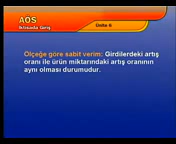 AÖS
İktisada Giriş
Ünite 6
Ölçeğe göre sabit verim: Girdilerdeki artış
oranı ile ürün miktarındaki artış oranının
aynı olması durumudur.